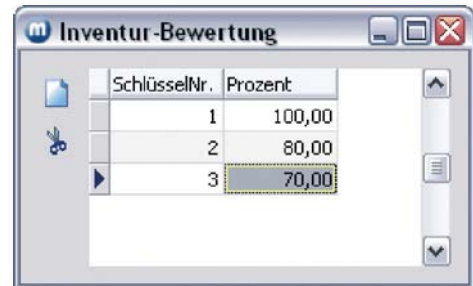 Inventur-Bewertung
SchlüsselNr. Prozent
1 100,00
2 80,00
3 70,00